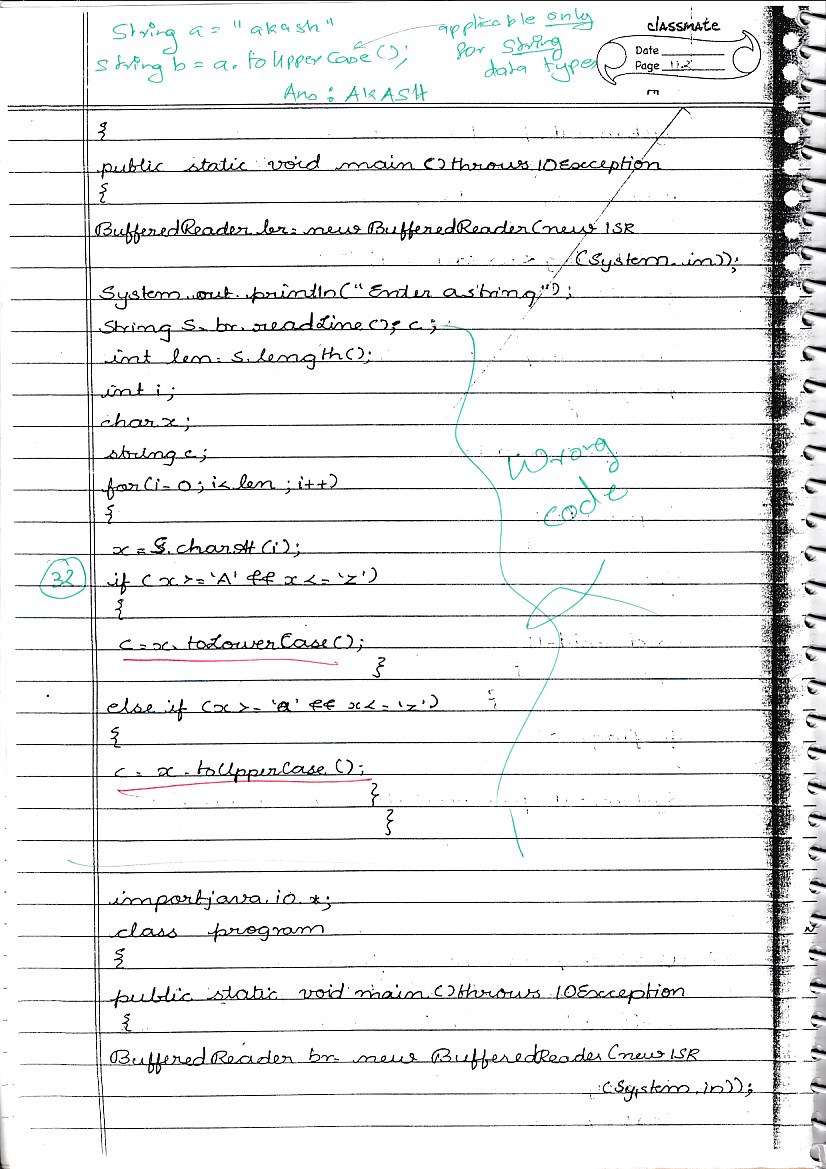 String a = "akash"
String b = a. toUpperCase();
Ans : AKASH
applicable only
for String
data types
classmate
Date
Page
{
public static void main () throws IOException
{
BufferedReader br= new BufferedReader (new ISR
(System.in));
System.out.println("Enter a string");
String S= br.readLine(); c;
int len= s.length();
int i;
char x;
string c;
for(i=0; i<len; i++)
{
x = S.charAt (i);
32
if ( x >= 'A' && x <= 'Z')
{
c = x. toLowerCase();
}
else if (x >= 'a' && x <= 'z')
{
c = x. toUpperCase ();
}
}
Wrong
code
import java.io.*;
class program
{
public static void main () throws IOException
{
BufferedReader br= new BufferedReader (new ISR
(System.in));